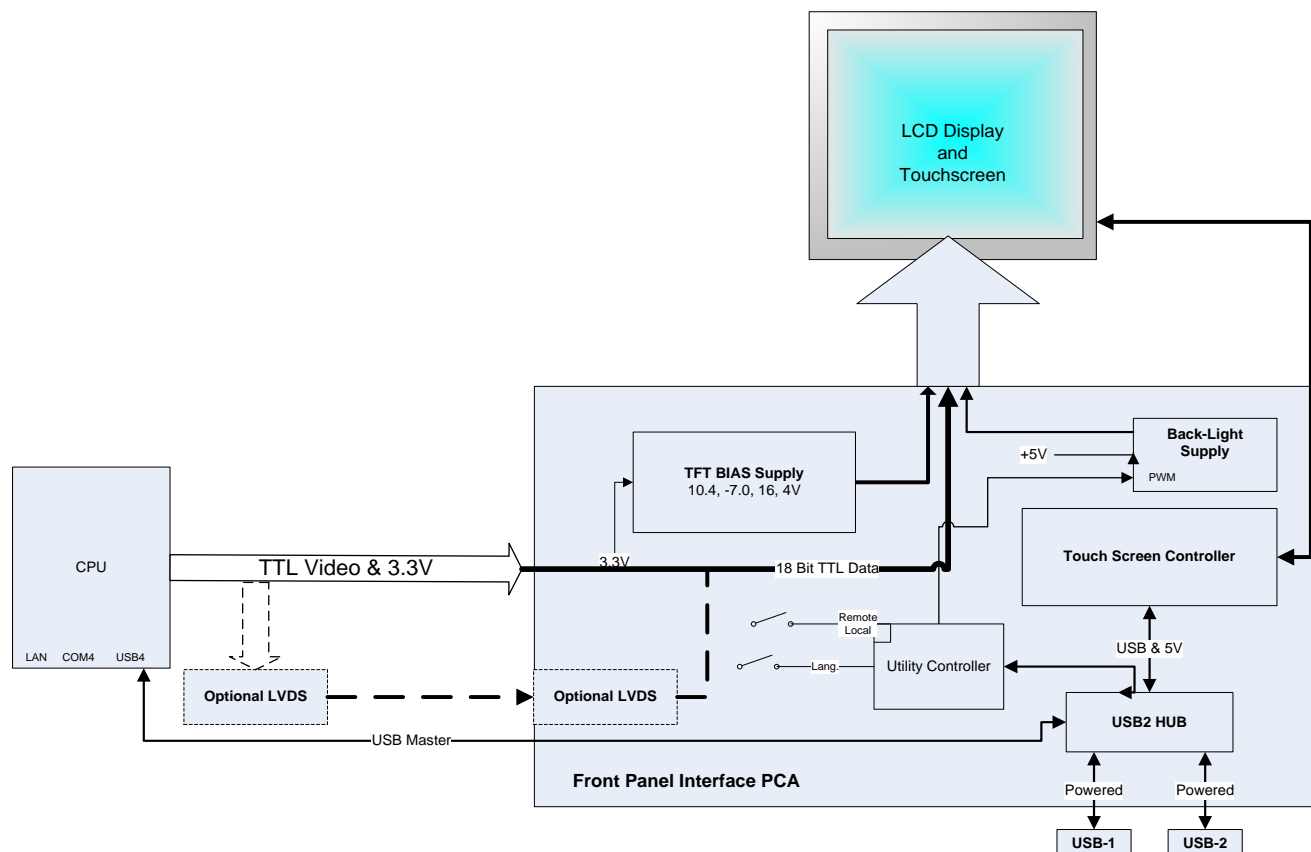 LCD Display
and
Touchscreen
Back-Light
Supply
+5V
PWM
TFT BIAS Supply
10.4, -7.0, 16, 4V
Touch Screen Controller
3.3V
CPU
TTL Video & 3.3V
18 Bit TTL Data
Remote
Local
USB & 5V
LAN COM4 USB4
Lang.
Utility Controller
Optional LVDS
Optional LVDS
USB2 HUB
USB Master
Front Panel Interface PCA
Powered
Powered
USB-1
USB-2